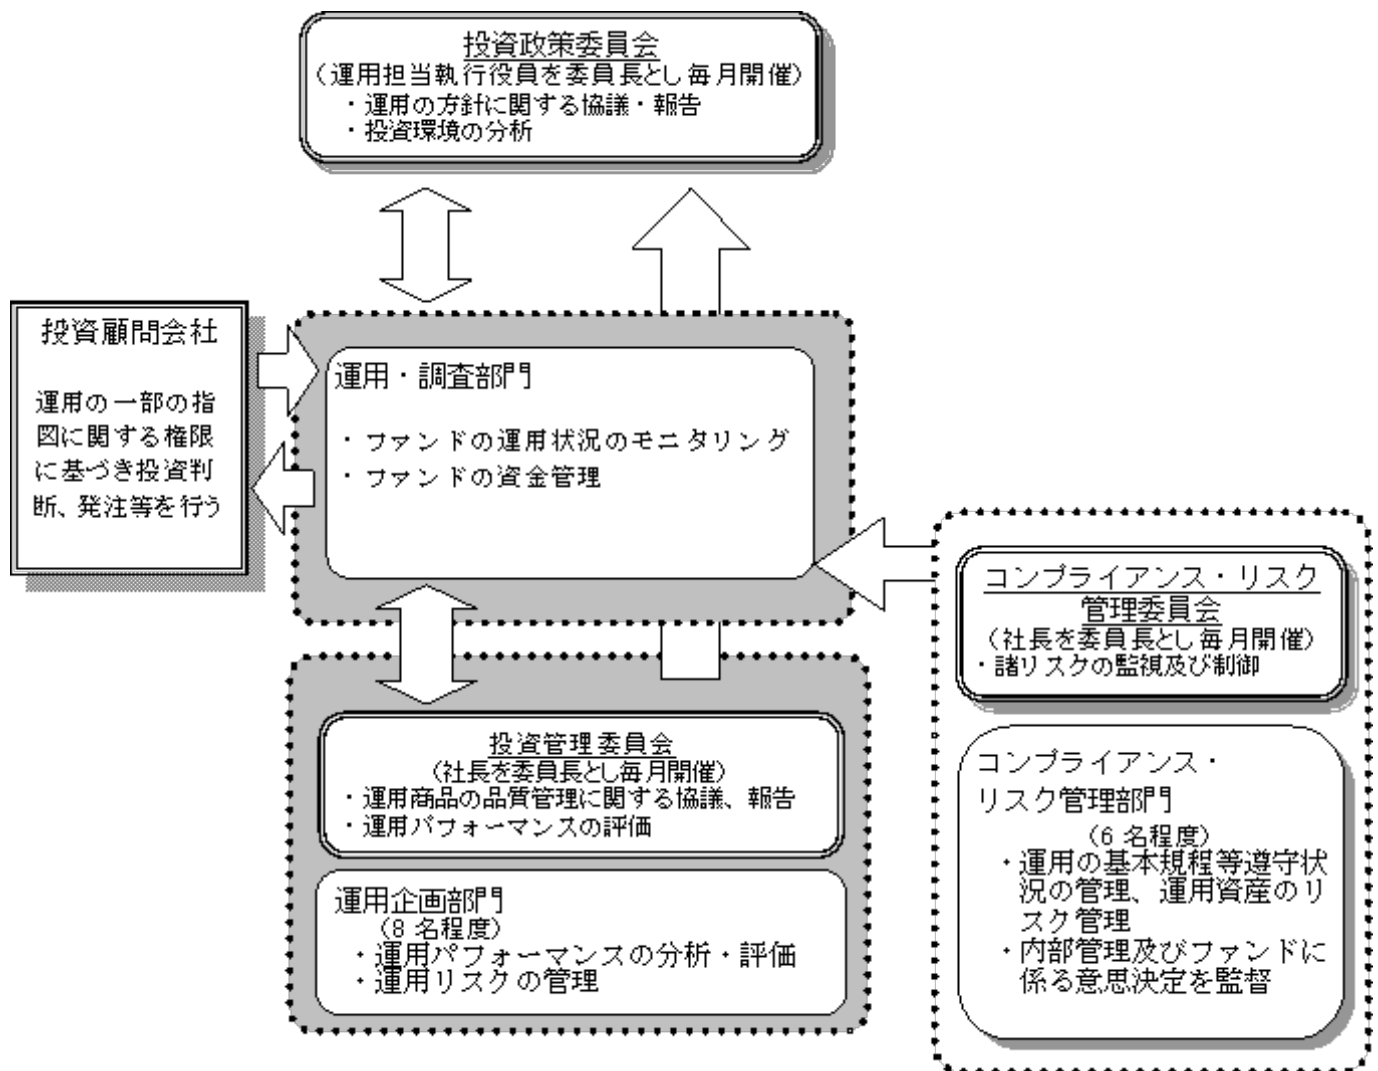 投資政策委員会
(運用担当執行役員を委員長とし毎月開催)
・運用の方針に関する協議・報告
・投資環境の分析
投資顧問会社
運用の一部の指
図に関する権限
に基づき投資判
断、発注等を行う
運用・調査部門
・ファンドの運用状況のモニタリング
・ファンドの資金管理
コンプライアンス・リスク
管理委員会
(社長を委員長とし毎月開催)
・諸リスクの監視及び制御
投資管理委員会
(社長を委員長とし毎月開催)
・運用商品の品質管理に関する協議、報告
・運用パフォーマンスの評価
運用企画部門
(8 名程度)
・運用パフォーマンスの分析・評価
・運用リスクの管理
コンプライアンス・
リスク管理部門
(6 名程度)
・運用の基本規程等遵守状
況の管理、運用資産のリ
スク管理
・内部管理及びファンドに
係る意思決定を監督